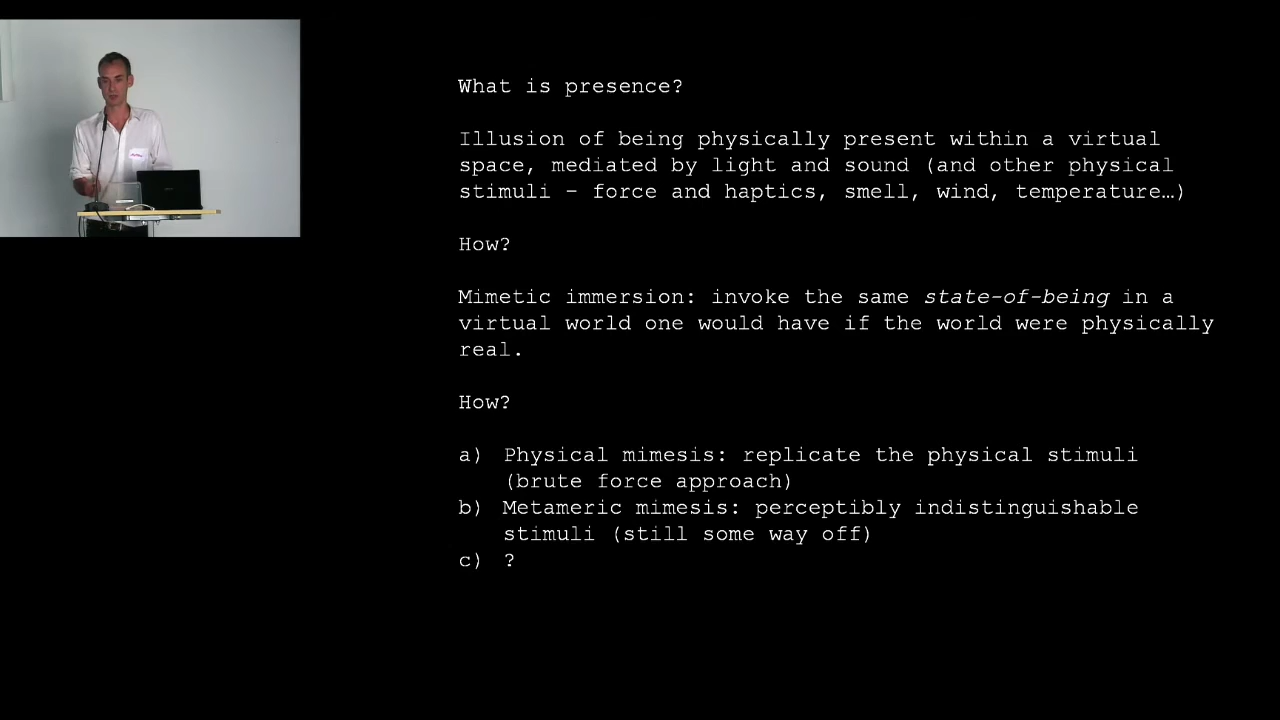 What is presence?
Illusion of being physically present within a virtual
space, mediated by light and sound (and other physical
stimuli – force and haptics, smell, wind, temperature…)
How?
Mimetic immersion: invoke the same state-of-being in a
virtual world one would have if the world were physically
real.
How?
a) Physical mimesis: replicate the physical stimuli
(brute force approach)
b) Metameric mimesis: perceptibly indistinguishable
stimuli (still some way off)
c) ?